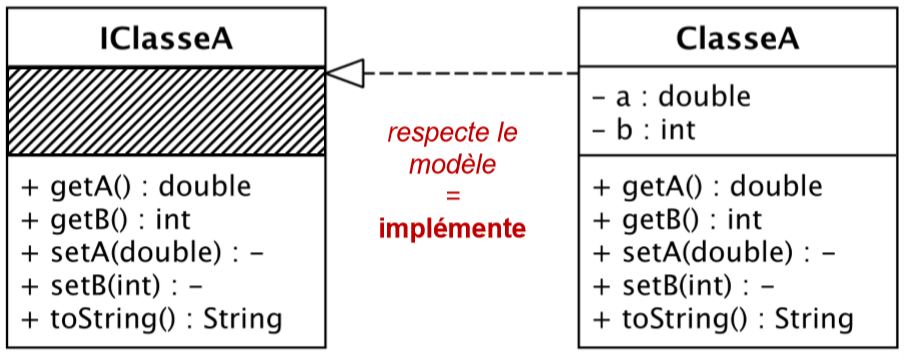 IClasseA
+ getA() : double
+ getB() : int
+ setA(double) : –
+ setB(int) : –
+ toString() : String
respecte le
modèle
=
implémente
ClasseA
– a : double
– b : int
+ getA() : double
+ getB() : int
+ setA(double) : –
+ setB(int) : –
+ toString() : String